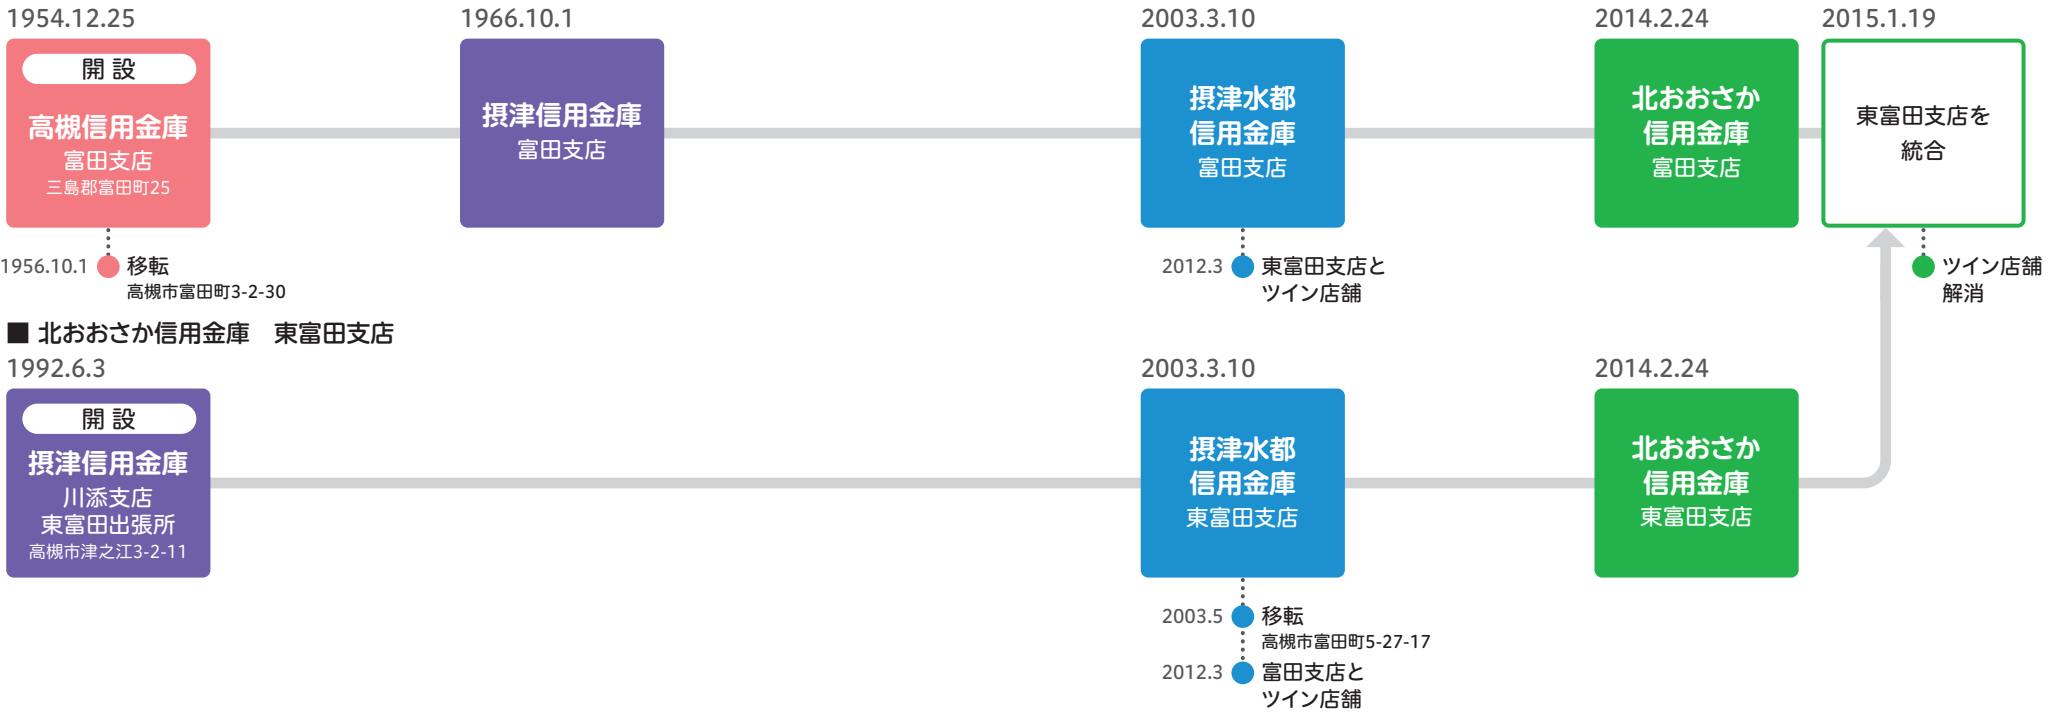 1954.12.25
開設
高槻信用金庫
富田支店
三島郡富田町25
1956.10.1
移転
高槻市富田町3-2-30
1966.10.1
摂津信用金庫
富田支店
2003.3.10
摂津水都
信用金庫
富田支店
2012.3
東富田支店と
ツイン店舗
2014.2.24
北おおさか
信用金庫
富田支店
2015.1.19
東富田支店を
統合
ツイン店舗
解消
■ 北おおさか信用金庫　東富田支店
1992.6.3
開設
摂津信用金庫
川添支店
東富田出張所
高槻市津之江3-2-11
2003.3.10
摂津水都
信用金庫
東富田支店
2003.5
移転
高槻市富田町5-27-17
2012.3
富田支店と
ツイン店舗
2014.2.24
北おおさか
信用金庫
東富田支店